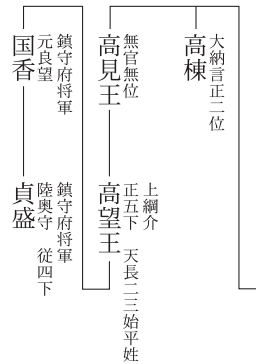 大納言正二位
高棟
無官無位
高見王
上綱介
正五下 天長二三始平姓
高望王
鎮守府将軍
元良望
国香
鎮守府将軍
陸奥守 従四下
貞盛